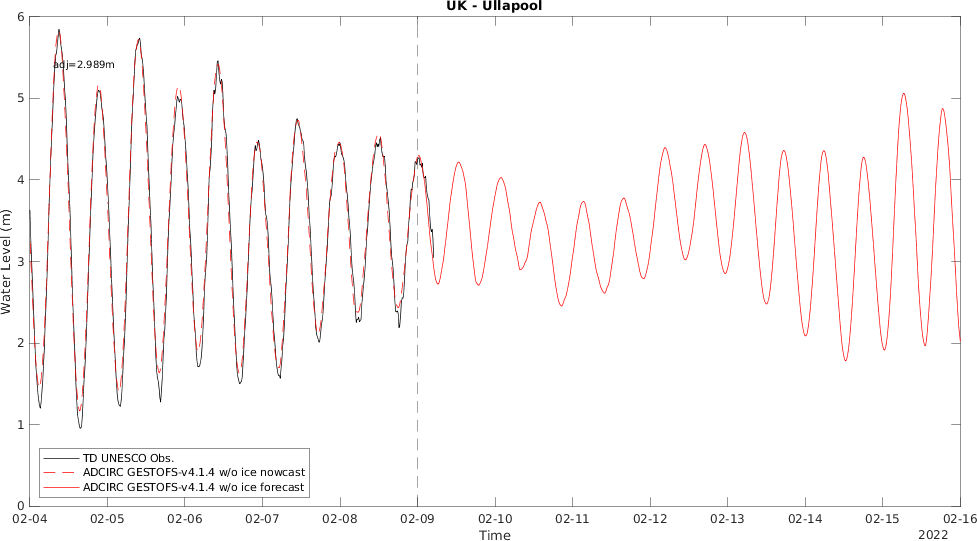 UK - Ullapool
6
adj=2.989m
5
4
3
2
1
0
Water Level (m)
TD UNESCO Obs.
ADCIRC GESTOFS-v4.1.4 w/o ice nowcast
ADCIRC GESTOFS-v4.1.4 w/o ice forecast
02-04 02-05 02-06 02-07 02-08 02-09 02-10 02-11 02-12 02-13 02-14 02-15 02-16
Time
2022